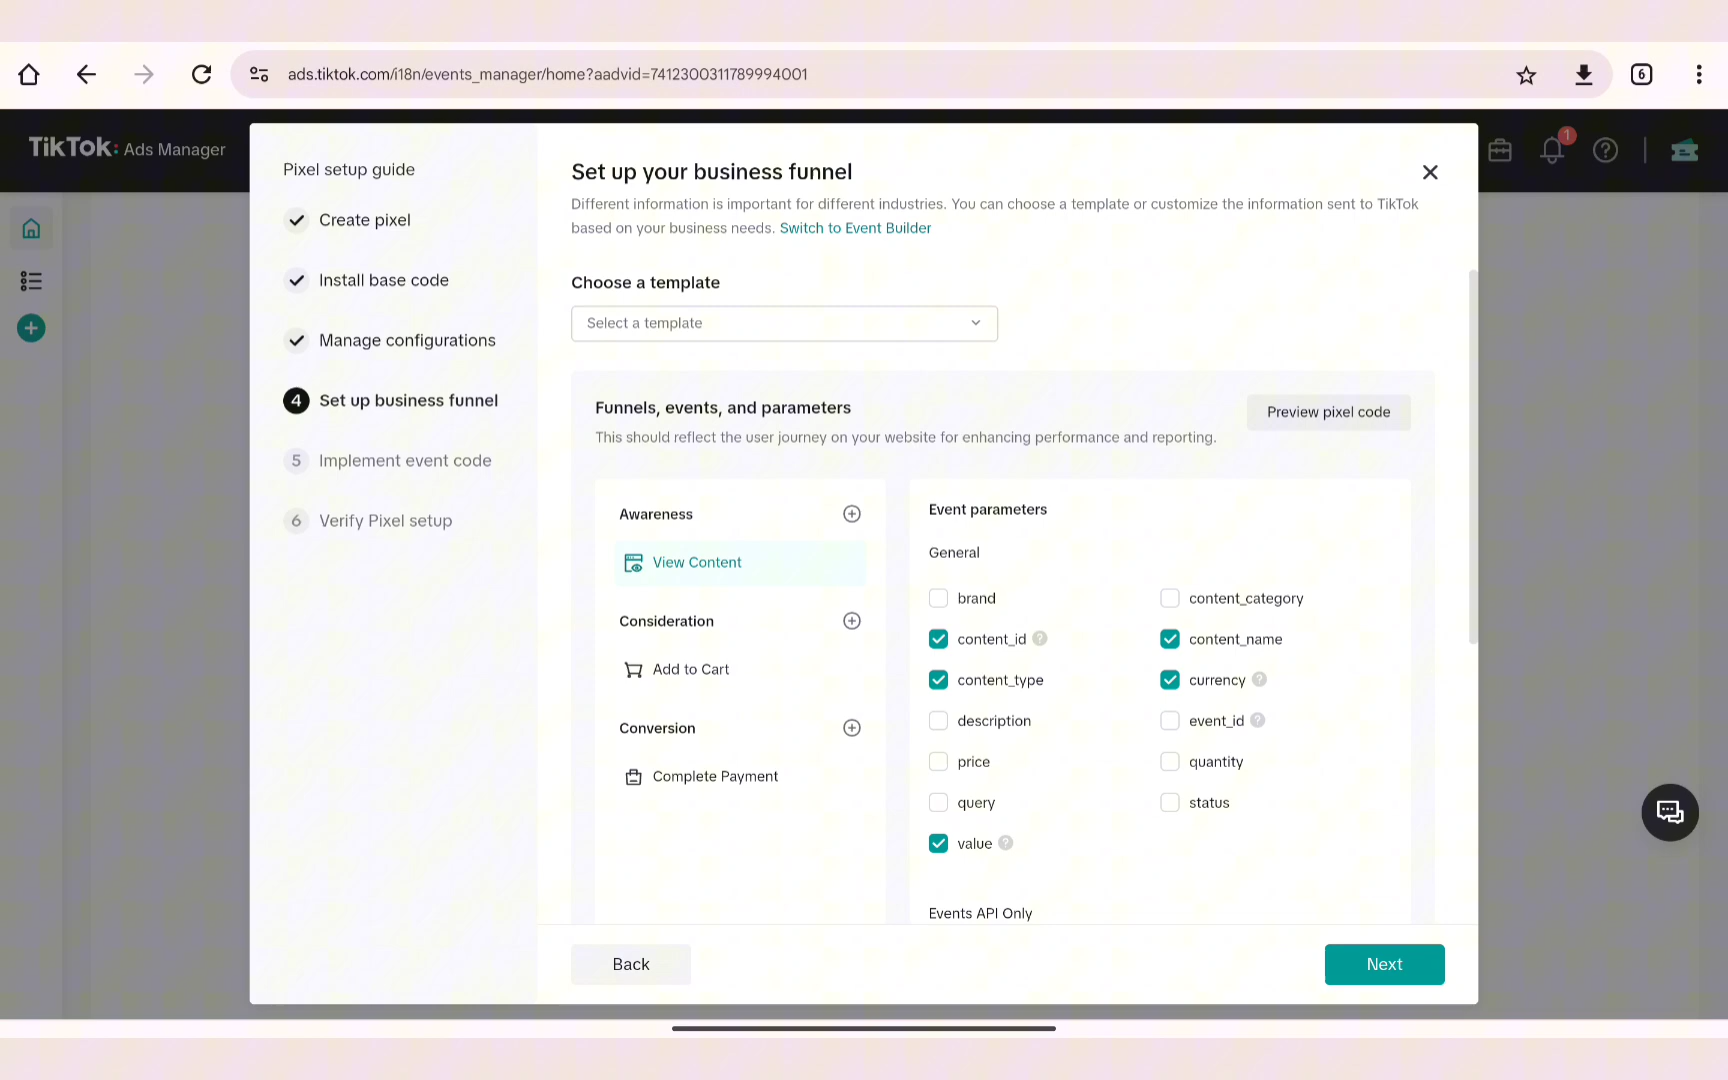 ads.tiktok.com/i18n/events_manager/home?aadvid=7412300311789994001
6
TikTok: Ads Manager
1
Pixel setup guide
Create pixel
Install base code
Manage configurations
4 Set up business funnel
5 Implement event code
6 Verify Pixel setup
Set up your business funnel
Different information is important for different industries. You can choose a template or customize the information sent to TikTok
based on your business needs. Switch to Event Builder
Choose a template
Select a template
Funnels, events, and parameters
This should reflect the user journey on your website for enhancing performance and reporting.
Preview pixel code
Awareness
View Content
Consideration
Add to Cart
Conversion
Complete Payment
Event parameters
General
brand
content_category
content_id
content_name
content_type
currency
description
event_id
price
quantity
query
status
value
Events API Only
Back
Next